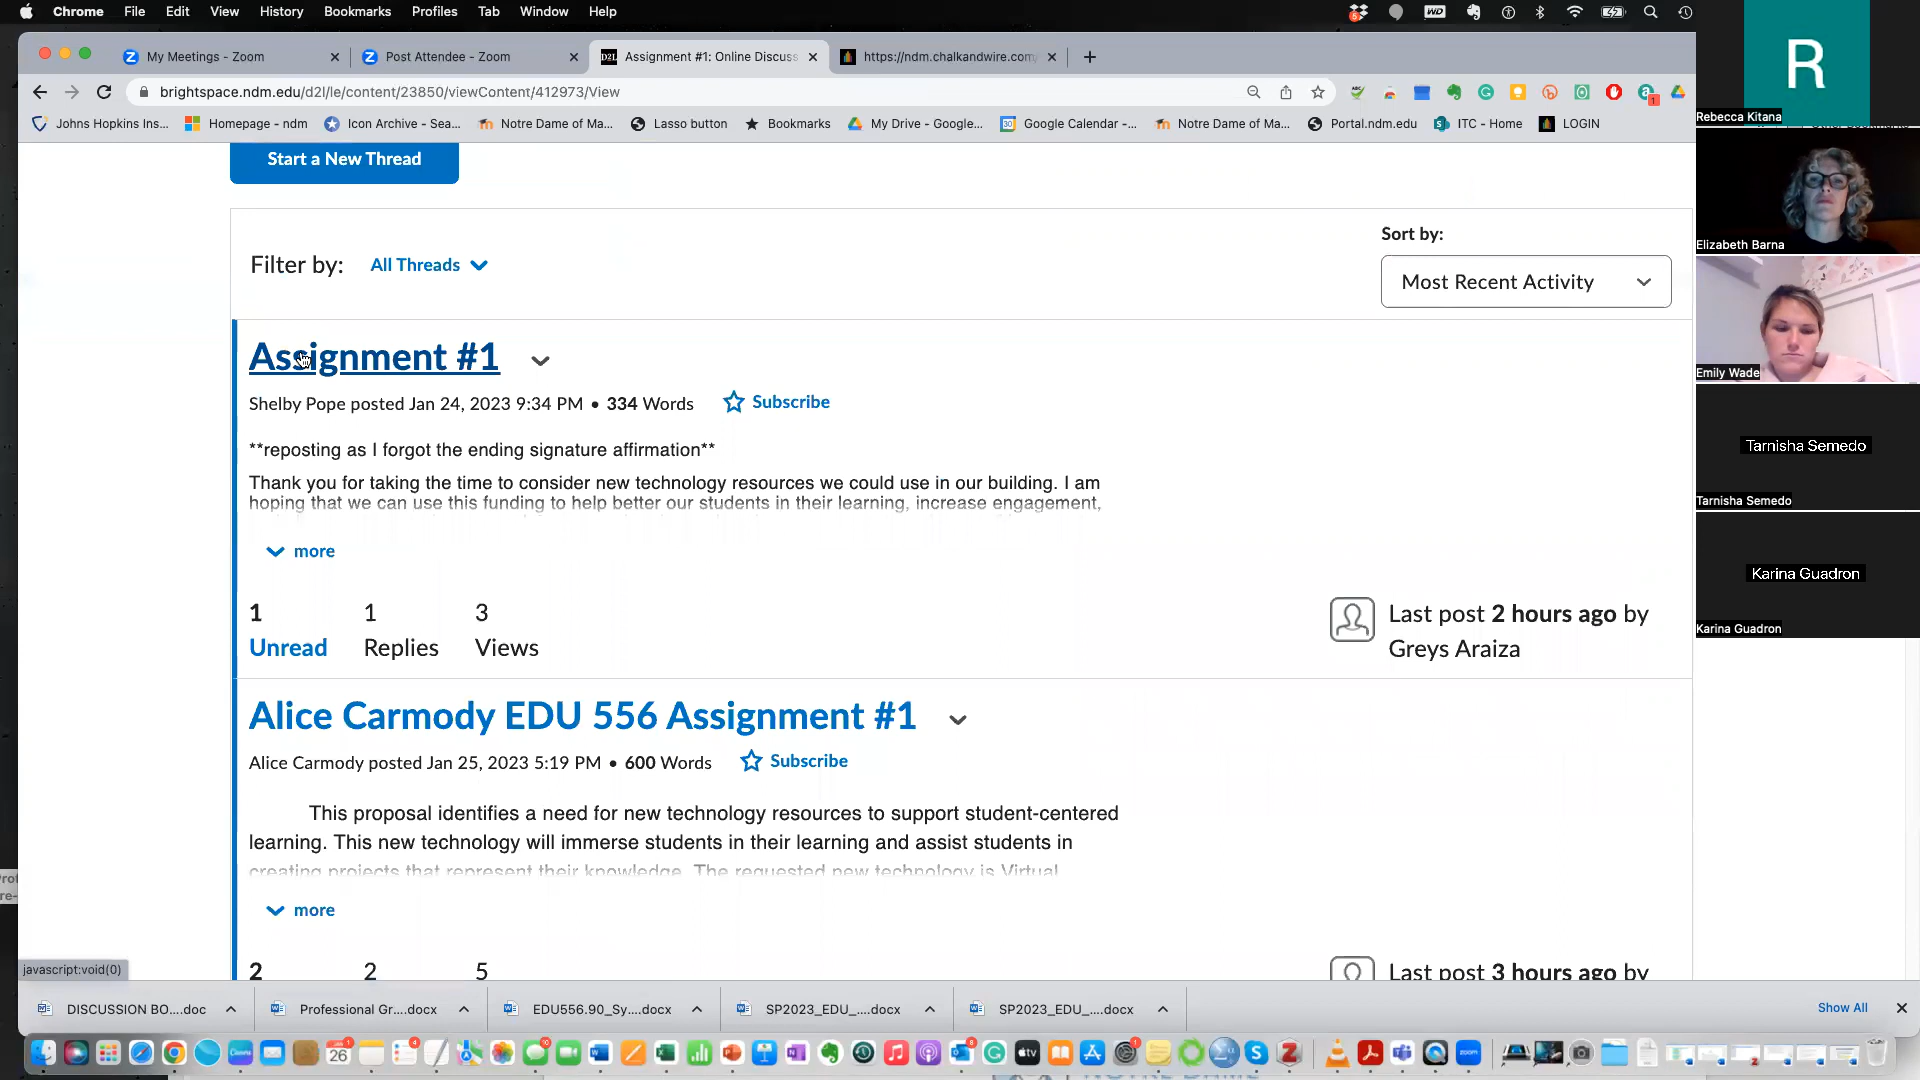 Chrome File Edit View History Bookmarks Profiles Tab Window Help
My Meetings - Zoom
Post Attendee - Zoom
Assignment #1: Online Discuss
https://ndm.chalkandwire.com
brightspace.ndm.edu/d2l/le/content/23850/viewContent/412973/View
Johns Hopkins Ins...
Homepage - ndm
Icon Archive - Sea...
Notre Dame of Ma...
Lasso button
Bookmarks
My Drive - Google...
Google Calendar -...
Notre Dame of Ma...
Portal.ndm.edu
ITC - Home
LOGIN
Start a New Thread
Filter by: All Threads
Sort by:
Most Recent Activity
Assignment #1
Shelby Pope posted Jan 24, 2023 9:34 PM • 334 Words Subscribe
**reposting as I forgot the ending signature affirmation**
Thank you for taking the time to consider new technology resources we could use in our building. I am
hoping that we can use this funding to help better our students in their learning, increase engagement,
more
1 1 3
Unread Replies Views
Last post 2 hours ago by
Greys Araiza
Alice Carmody EDU 556 Assignment #1
Alice Carmody posted Jan 25, 2023 5:19 PM • 600 Words Subscribe
This proposal identifies a need for new technology resources to support student-centered
learning. This new technology will immerse students in their learning and assist students in
creating projects that represent their knowledge. The requested new technology is Virtual
more
2 2 5
Last post 3 hours ago by
javascript:void(0)
DISCUSSION BO....doc
Professional Gr....docx
EDU556.90_Sy....docx
SP2023_EDU_....docx
SP2023_EDU_....docx
Show All
R
Rebecca Kitana
Elizabeth Barna
Emily Wade
Tarnisha Semedo
Tarnisha Semedo
Karina Guadron
Karina Guadron